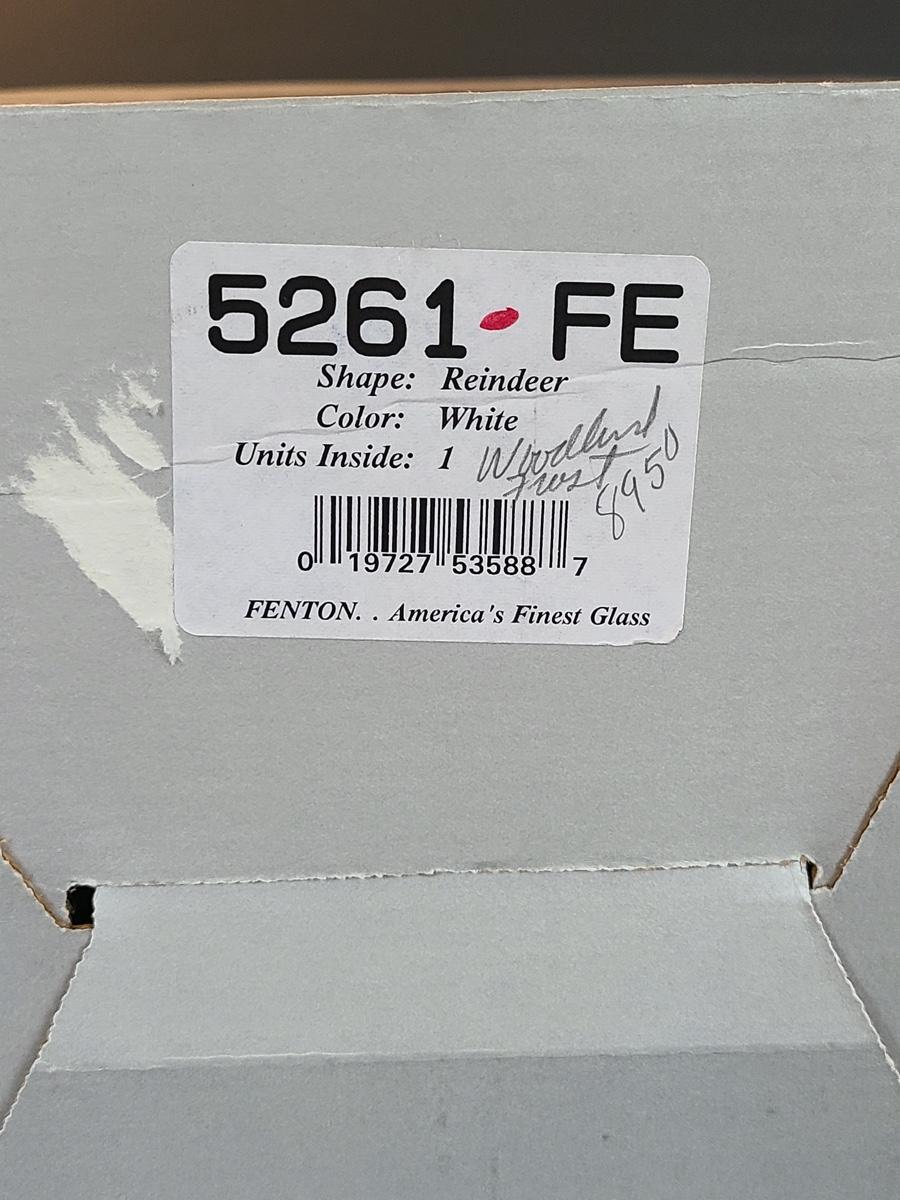 5261 - FE
Shape: Reindeer
Color: White
Units Inside: 1
Woodland
Frost
8950
0 19727 53588 7
FENTON. . America's Finest Glass